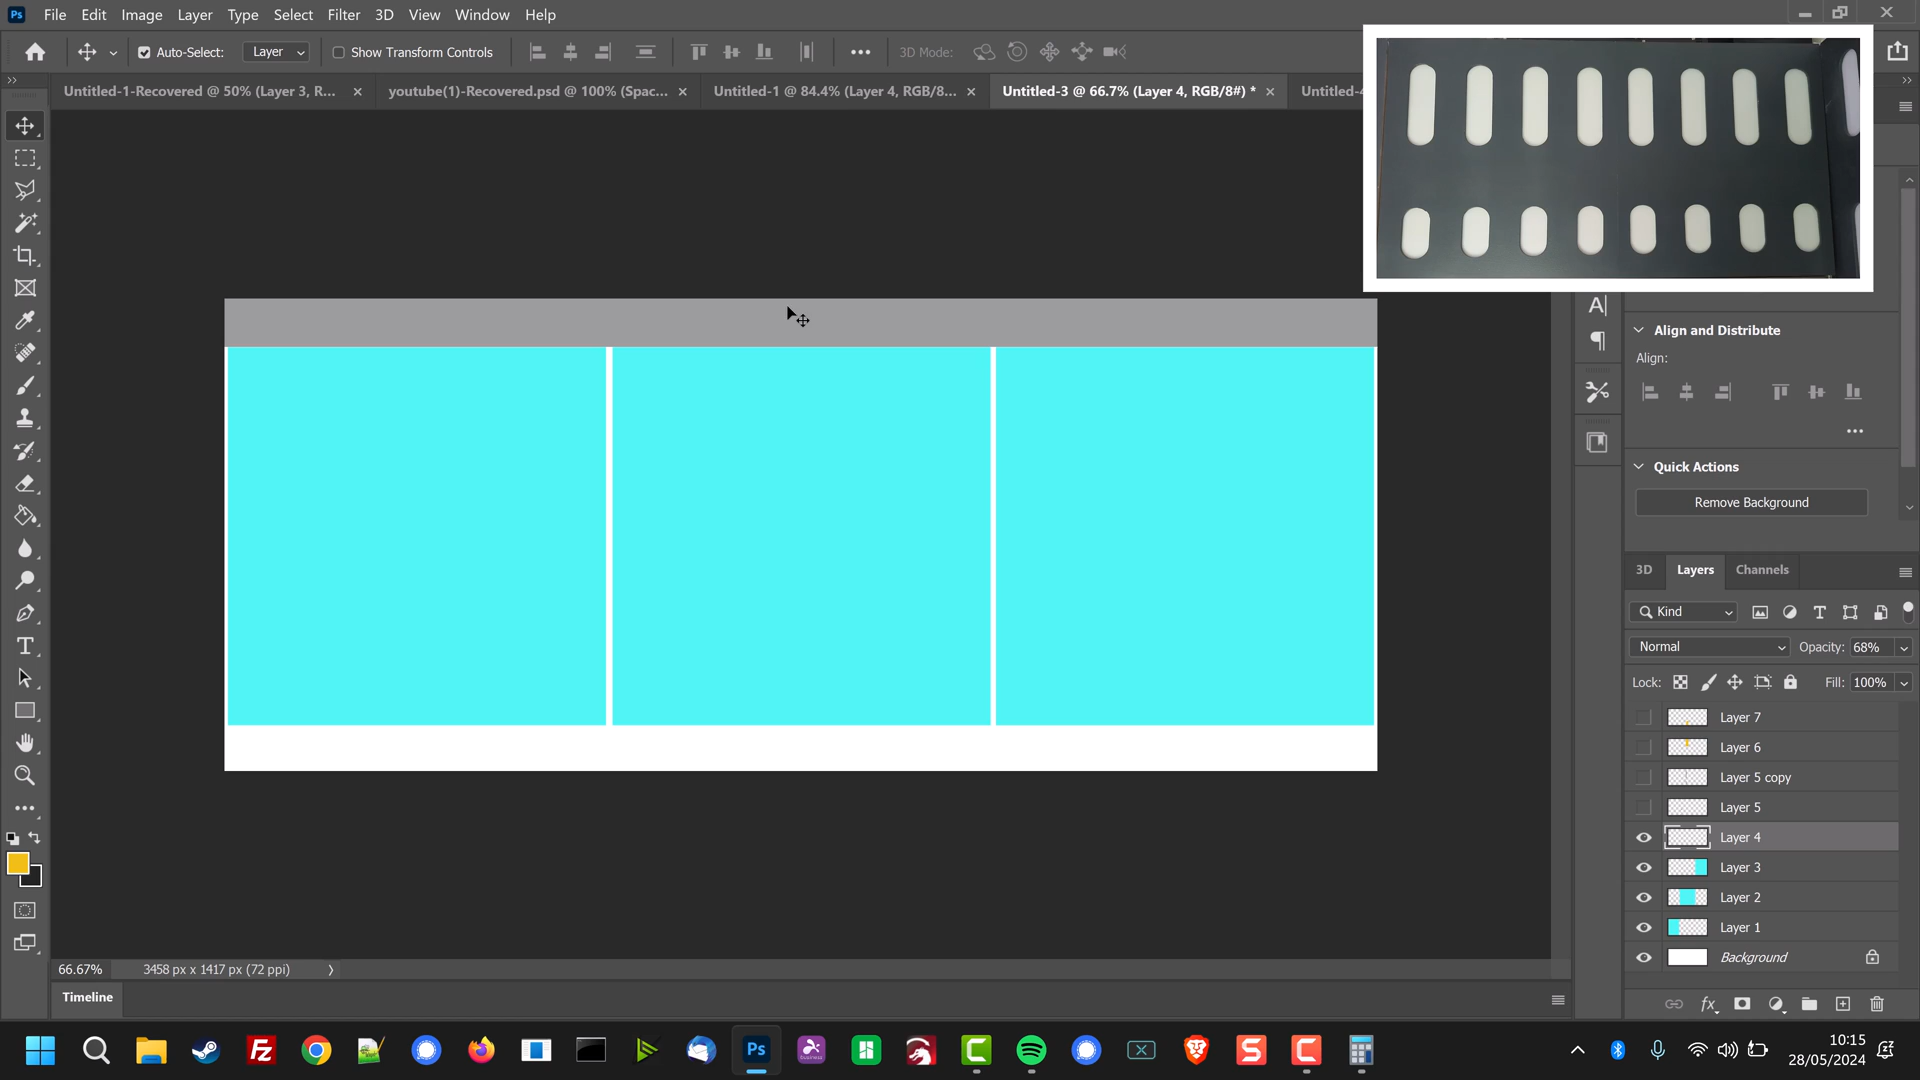 Ps File Edit Image Layer Type Select Filter 3D View Window Help
Auto-Select: Layer Show Transform Controls 3D Mode:
Untitled-1-Recovered @ 50% (Layer 3, R... youtube(1)-Recovered.psd @ 100% (Spac... Untitled-1 @ 84.4% (Layer 4, RGB/8... Untitled-3 @ 66.7% (Layer 4, RGB/8#) *
Align and Distribute
Align:
Quick Actions
Remove Background
3D Layers Channels
Kind
Normal Opacity: 68%
Lock: Fill: 100%
Layer 7
Layer 6
Layer 5 copy
Layer 5
Layer 4
Layer 3
Layer 2
Layer 1
Background
66.67% 3458 px x 1417 px (72 ppi)
Timeline
Ps
10:15
28/05/2024